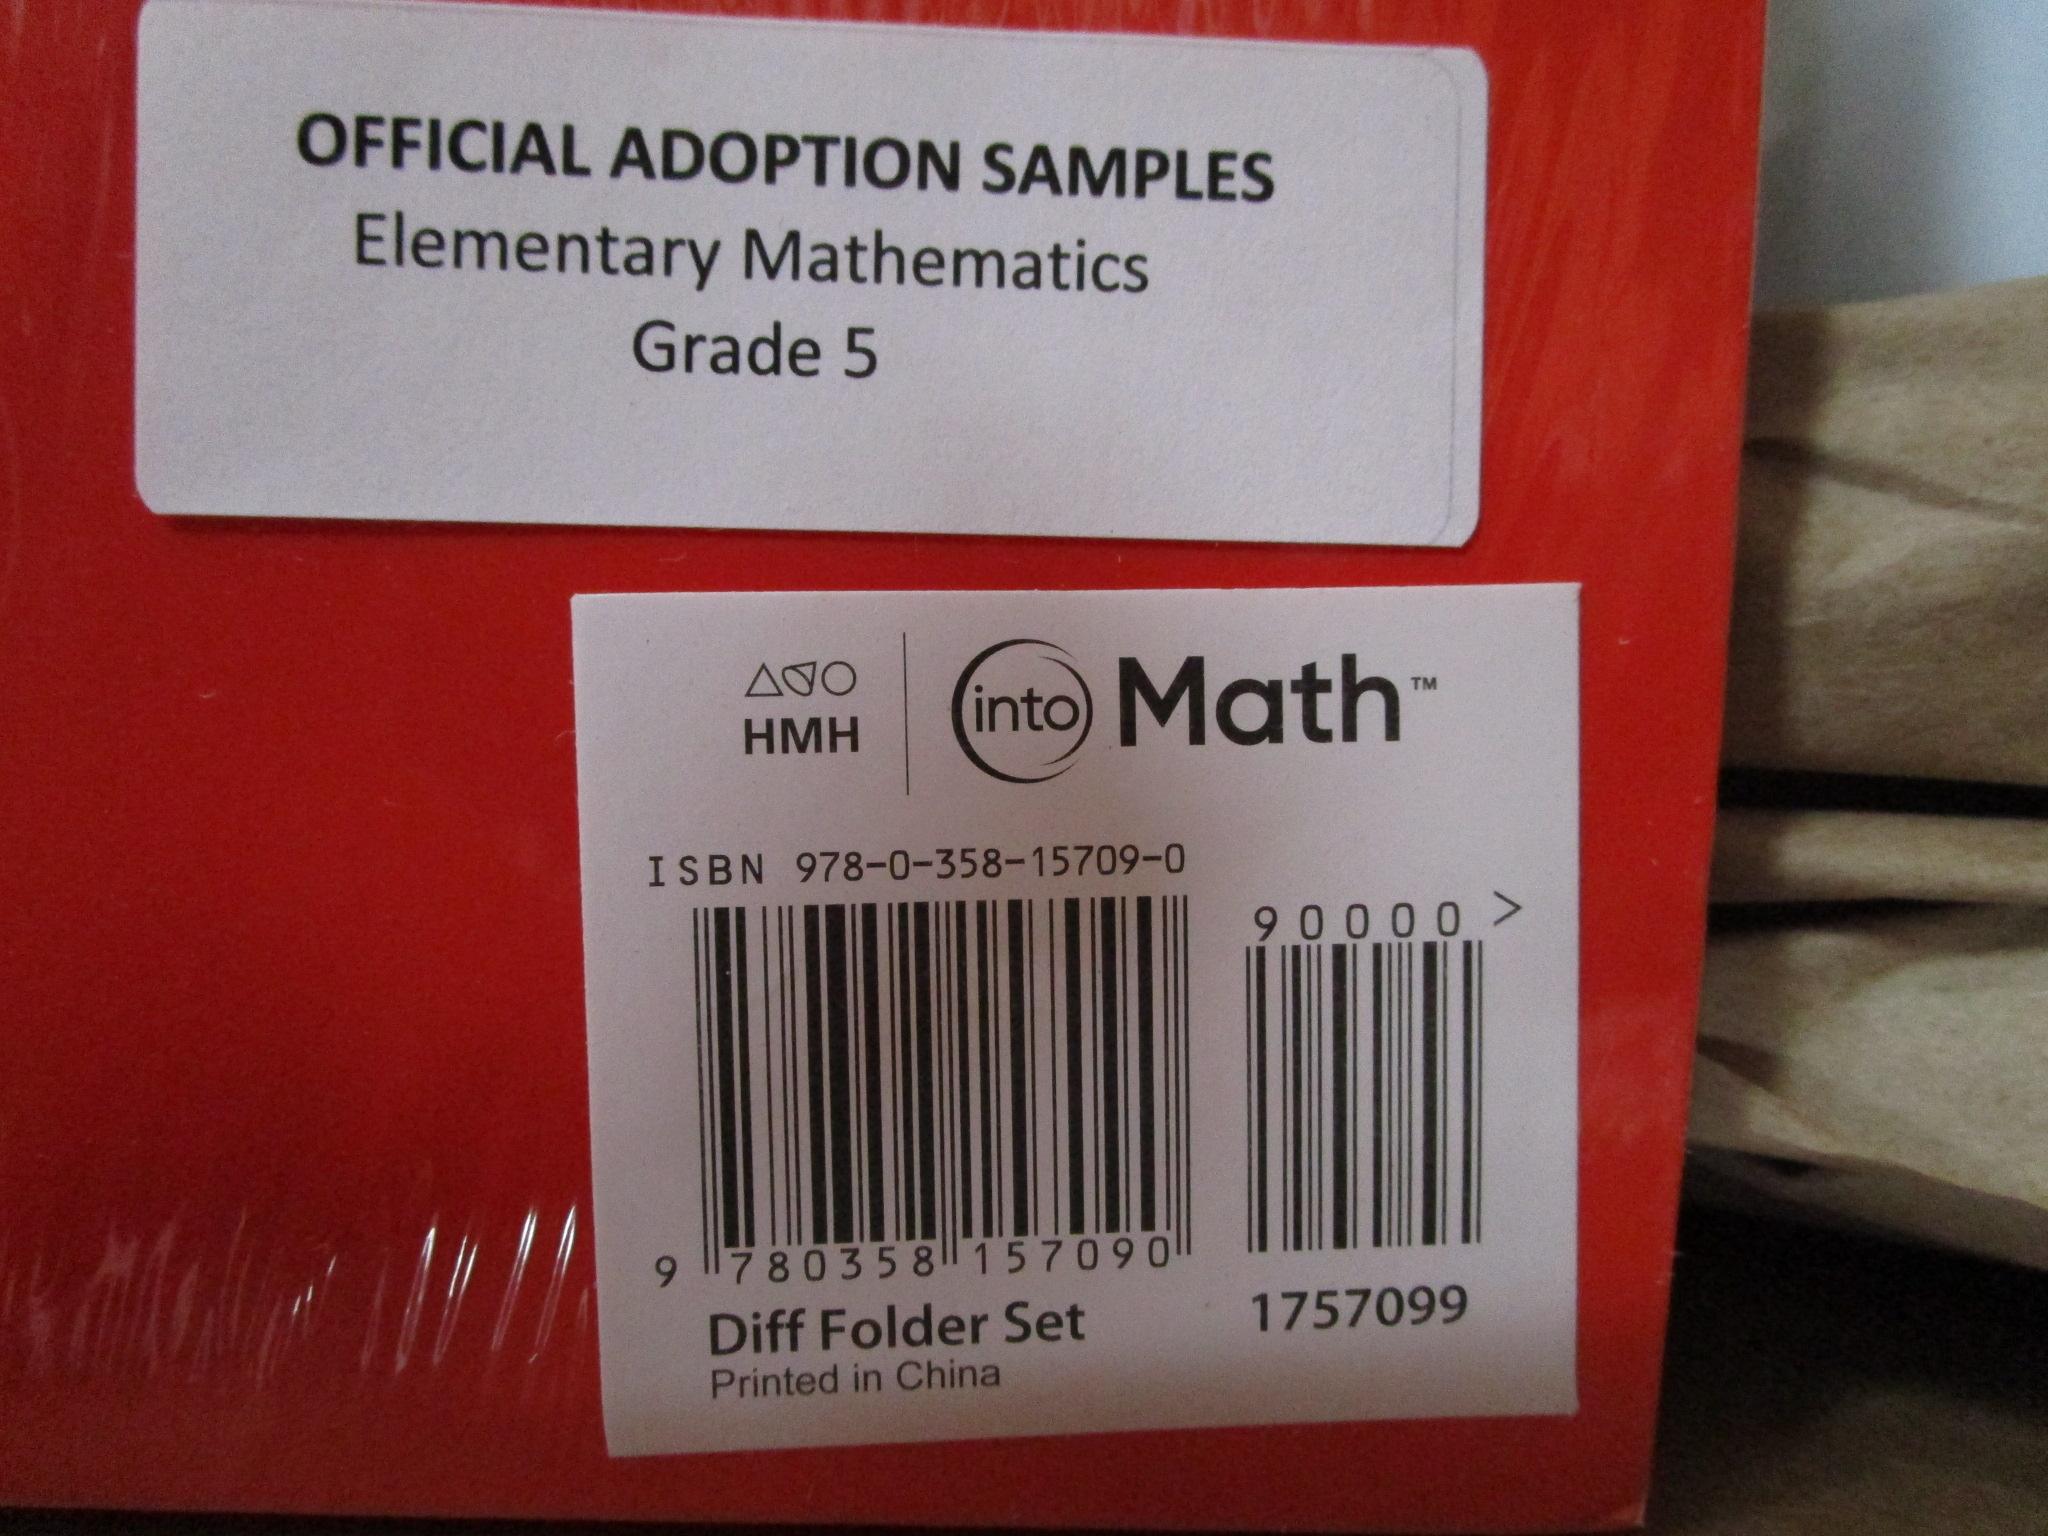 OFFICIAL ADOPTION SAMPLES
Elementary Mathematics
Grade 5
HMH
into Math™
ISBN 978-0-358-15709-0
90000>
9 780358 157090
Diff Folder Set
1757099
Printed in China